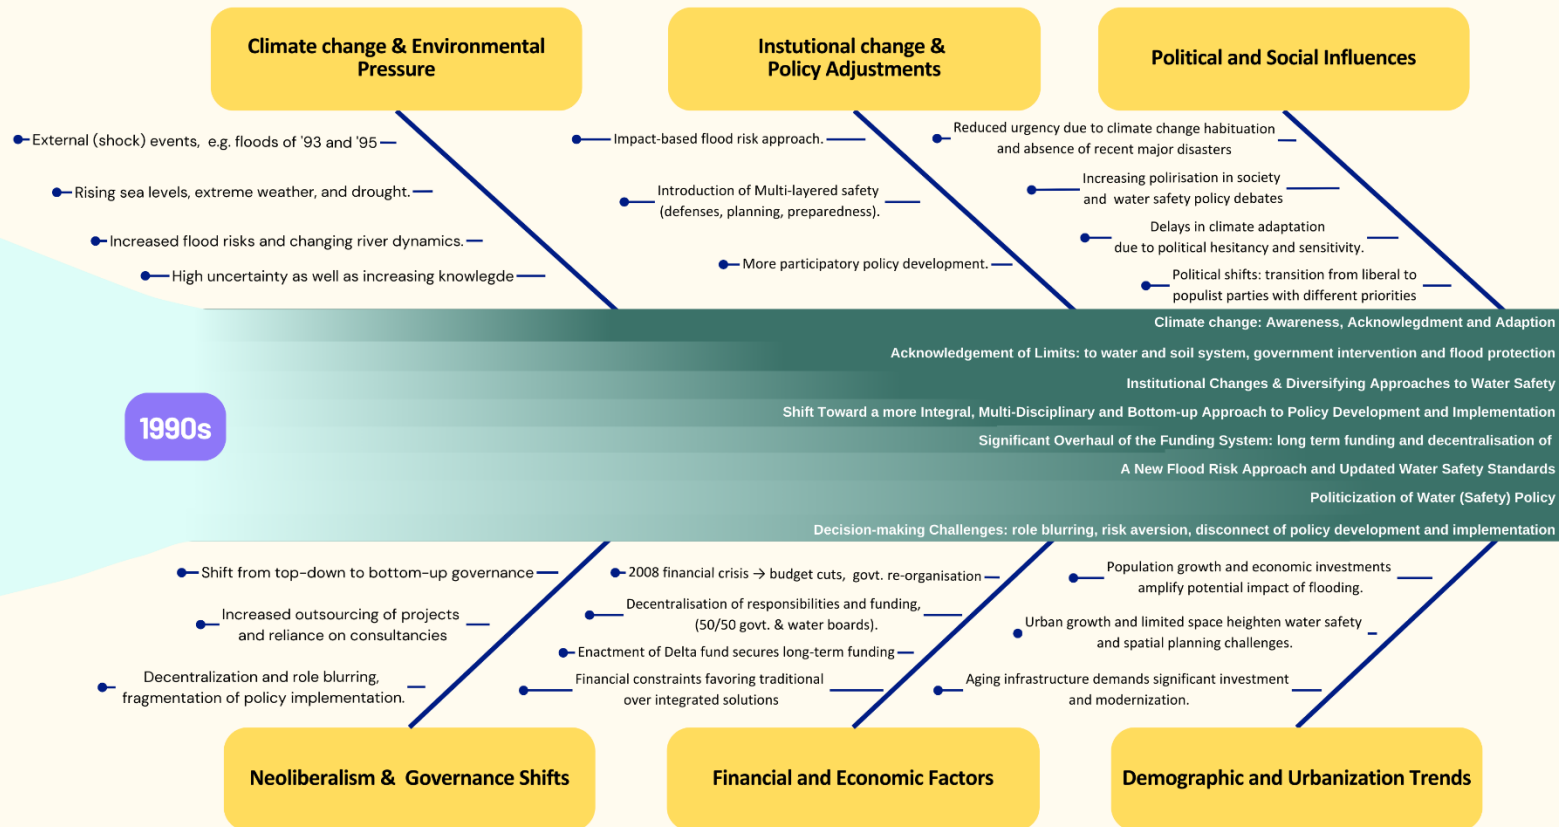 Climate change & Environmental
Pressure
Instutional change &
Policy Adjustments
Political and Social Influences
External (shock) events,  e.g. floods of '93 and '95
Rising sea levels, extreme weather, and drought.
Increased flood risks and changing river dynamics.
High uncertainty as well as increasing knowlegde
Impact-based flood risk approach.
Introduction of Multi-layered safety
(defenses, planning, preparedness).
More participatory policy development.
Reduced urgency due to climate change habituation
and absence of recent major disasters
Increasing polirisation in society
and  water safety policy debates
Delays in climate adaptation
due to political hesitancy and sensitivity.
Political shifts: transition from liberal to
populist parties with different priorities
1990s
Climate change: Awareness, Acknowlegdment and Adaption
Acknowledgement of Limits: to water and soil system, government intervention and flood protection
Institutional Changes & Diversifying Approaches to Water Safety
Shift Toward a more Integral, Multi-Disciplinary and Bottom-up Approach to Policy Development and Implementation
Significant Overhaul of the Funding System: long term funding and decentralisation of
A New Flood Risk Approach and Updated Water Safety Standards
Politicization of Water (Safety) Policy
Decision-making Challenges: role blurring, risk aversion, disconnect of policy development and implementation
Shift from top-down to bottom-up governance
Increased outsourcing of projects
and reliance on consultancies
Decentralization and role blurring,
fragmentation of policy implementation.
2008 financial crisis → budget cuts,  govt. re-organisation
Decentralisation of responsibilities and funding,
(50/50 govt. & water boards).
Enactment of Delta fund secures long-term funding
Financial constraints favoring traditional
over integrated solutions
Population growth and economic investments
amplify potential impact of flooding.
Urban growth and limited space heighten water safety
and spatial planning challenges.
Aging infrastructure demands significant investment
and modernization.
Neoliberalism &  Governance Shifts
Financial and Economic Factors
Demographic and Urbanization Trends